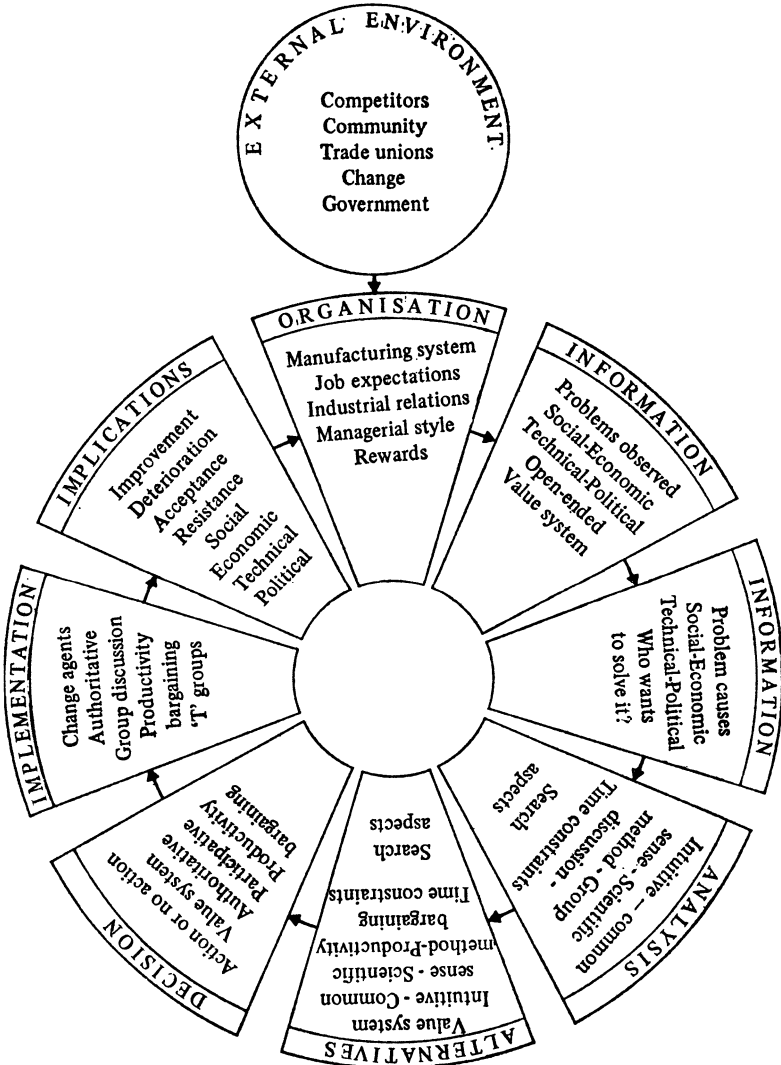 EXTERNAL ENVIRONMENT
Competitors
Community
Trade unions
Change
Government
ORGANISATION
Manufacturing system
Job expectations
Industrial relations
Managerial style
Rewards
INFORMATION
Problems observed
Social-Economic
Technical-Political
Open-ended
Value system
INFORMATION
Problem causes
Social-Economic
Technical-Political
Who wants
to solve it?
ANALYSIS
Intuitive – common
sense - Scientific
method - Group
discussion -
Time constraints
Search
aspects
ALTERNATIVES
Value system
Intuitive - Common
sense - Scientific
method-Productivity
bargaining
Time constraints
Search
aspects
DECISION
Action or no action
Value system
Authoritative
Participative
Productivity
bargaining
IMPLEMENTATION
Change agents
Authoritative
Group discussion
Productivity
bargaining
'T' groups
IMPLICATIONS
Improvement
Deterioration
Acceptance
Resistance
Social
Economic
Technical
Political